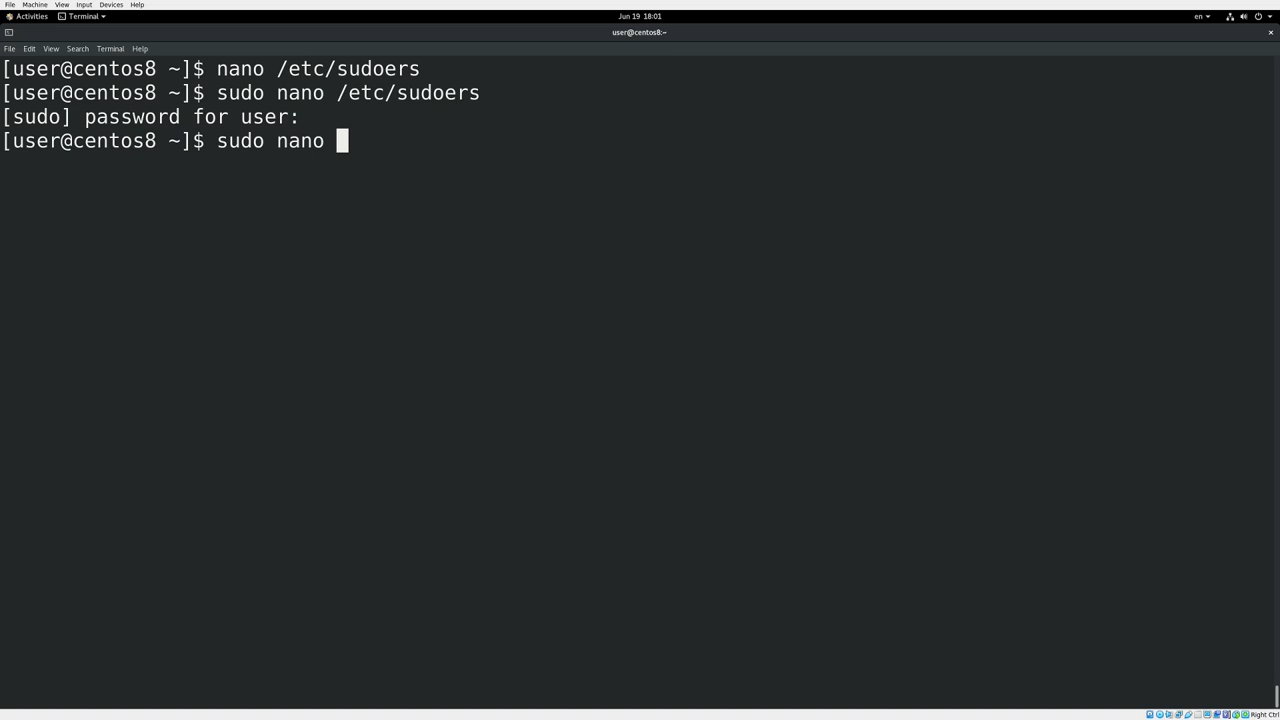 File Machine View Input Devices Help
Activities Terminal Jun 19 18:01 en
user@centos8:~
File Edit View Search Terminal Help
[user@centos8 ~]$ nano /etc/sudoers
[user@centos8 ~]$ sudo nano /etc/sudoers
[sudo] password for user:
[user@centos8 ~]$ sudo nano
Right Ctrl